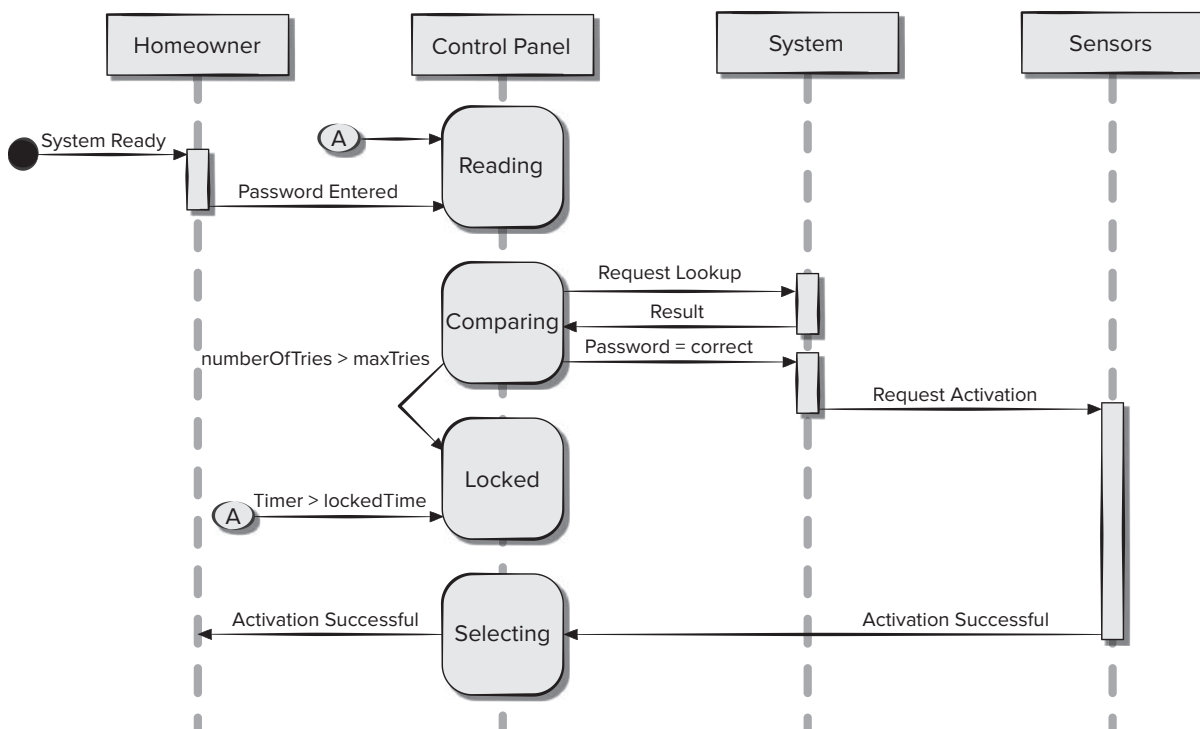 Homeowner
Control Panel
System
Sensors
System Ready
A
Reading
Password Entered
Request Lookup
Comparing
Result
numberOfTries > maxTries
Password = correct
Request Activation
Locked
A
Timer > lockedTime
Activation Successful
Selecting
Activation Successful